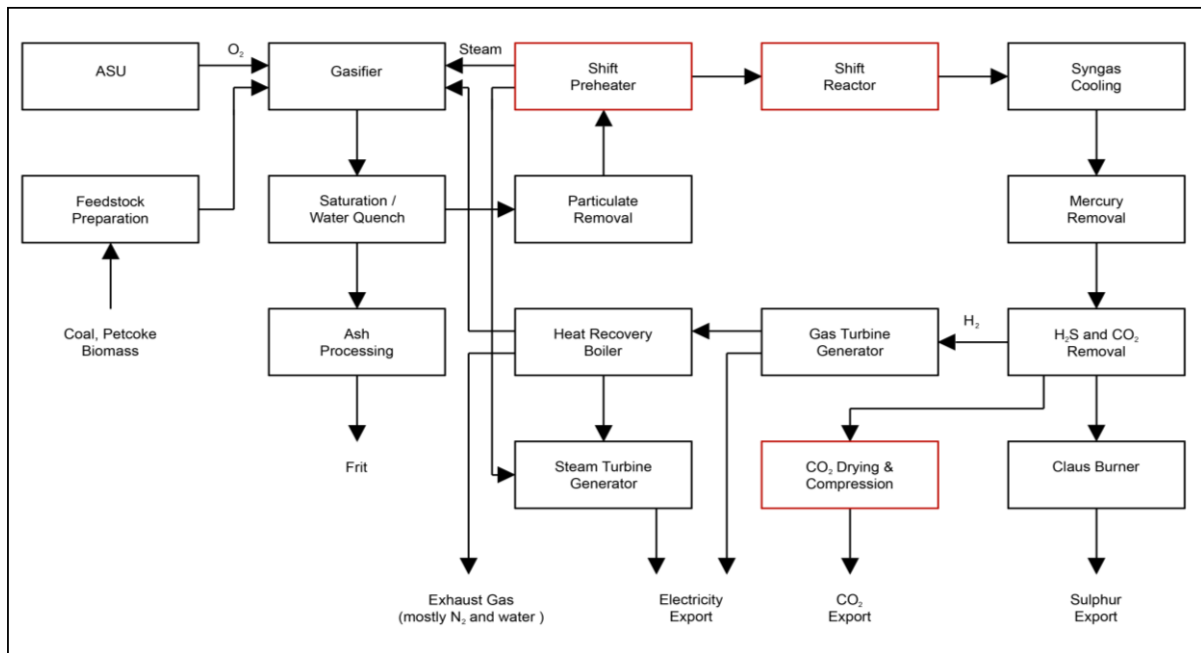 ASU
O₂
Gasifier
Steam
Shift
Preheater
Shift
Reactor
Syngas
Cooling
Feedstock
Preparation
Saturation /
Water Quench
Particulate
Removal
Mercury
Removal
Coal, Petcoke
Biomass
Ash
Processing
Heat Recovery
Boiler
Gas Turbine
Generator
H₂
H₂S and CO₂
Removal
Frit
Steam Turbine
Generator
CO₂ Drying &
Compression
Claus Burner
Exhaust Gas
(mostly N₂ and water )
Electricity
Export
CO₂
Export
Sulphur
Export